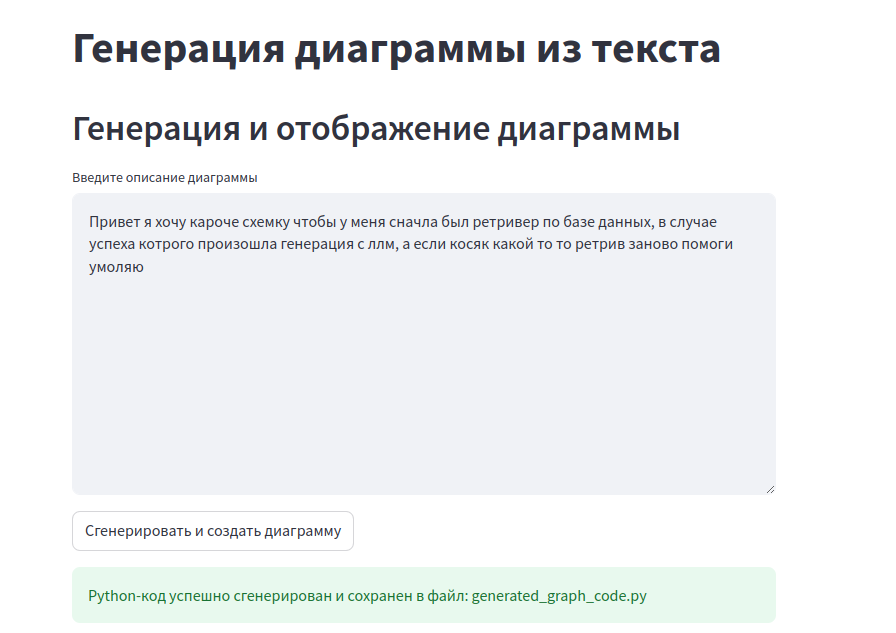 Генерация диаграммы из текста
Генерация и отображение диаграммы
Введите описание диаграммы
Привет я хочу кароче схемку чтобы у меня сначла был ретривер по базе данных, в случае
успеха котрого произошла генерация с ллм, а если косяк какой то то ретрив заново помоги
умоляю
Сгенерировать и создать диаграмму
Python-код успешно сгенерирован и сохранен в файл: generated_graph_code.py